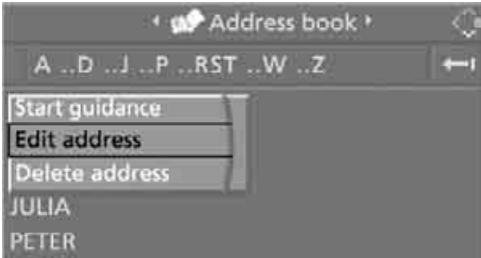 Address book
A ..D ..J ..P ..RST ..W ..Z
Start guidance
Edit address
Delete address
JULIA
PETER